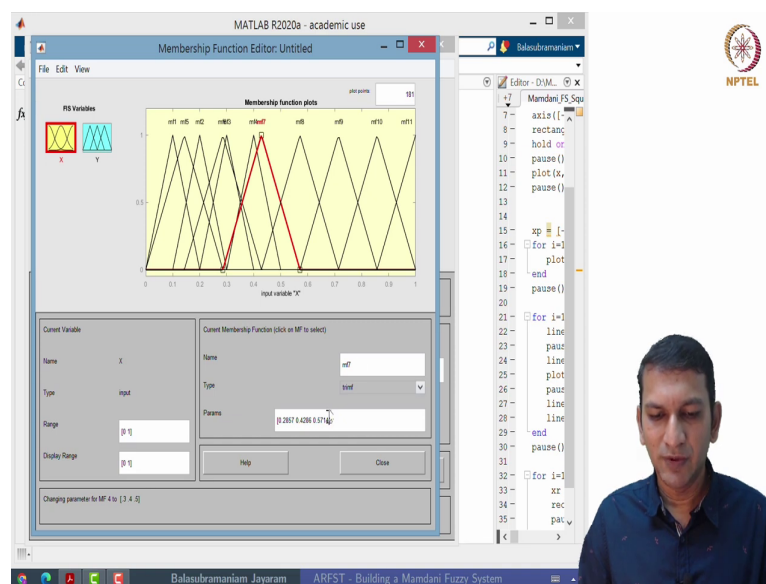 MATLAB R2020a - academic use
Balasubramaniam
Membership Function Editor: Untitled
File Edit View
FIS Variables
X
Y
plot points:
181
Membership function plots
mf1 mf5 mf2 mf3 mf7 mf8 mf9 mf10 mf11
1
0.5
0
0 0.1 0.2 0.3 0.4 0.5 0.6 0.7 0.8 0.9 1
input variable "X"
Current Variable
Name X
Type input
Range [0 1]
Display Range [0 1]
Current Membership Function (click on MF to select)
Name mf7
Type trimf
Params [0.2857 0.4286 0.5714]
Help
Close
Changing parameter for MF 4 to [.3 .4 .5]
Editor - D:\M...
+7 Mamdani_FS_Squ
7 - axis([-
8 - rectang
9 - hold on
10 - pause()
11 - plot(x,
12 - pause()
13
14
15 - xp = [-
16 - for i=1
17 - plot
18 - end
19 - pause()
20
21 - for i=1
22 - line
23 - paus
24 - line
25 - plot
26 - paus
27 - line
28 - line
29 - end
30 - pause()
31
32 - for i=1
33 - xr
34 - rec
35 - pau
NPTEL
Balasubramaniam Jayaram
ARFST - Building a Mamdani Fuzzy System